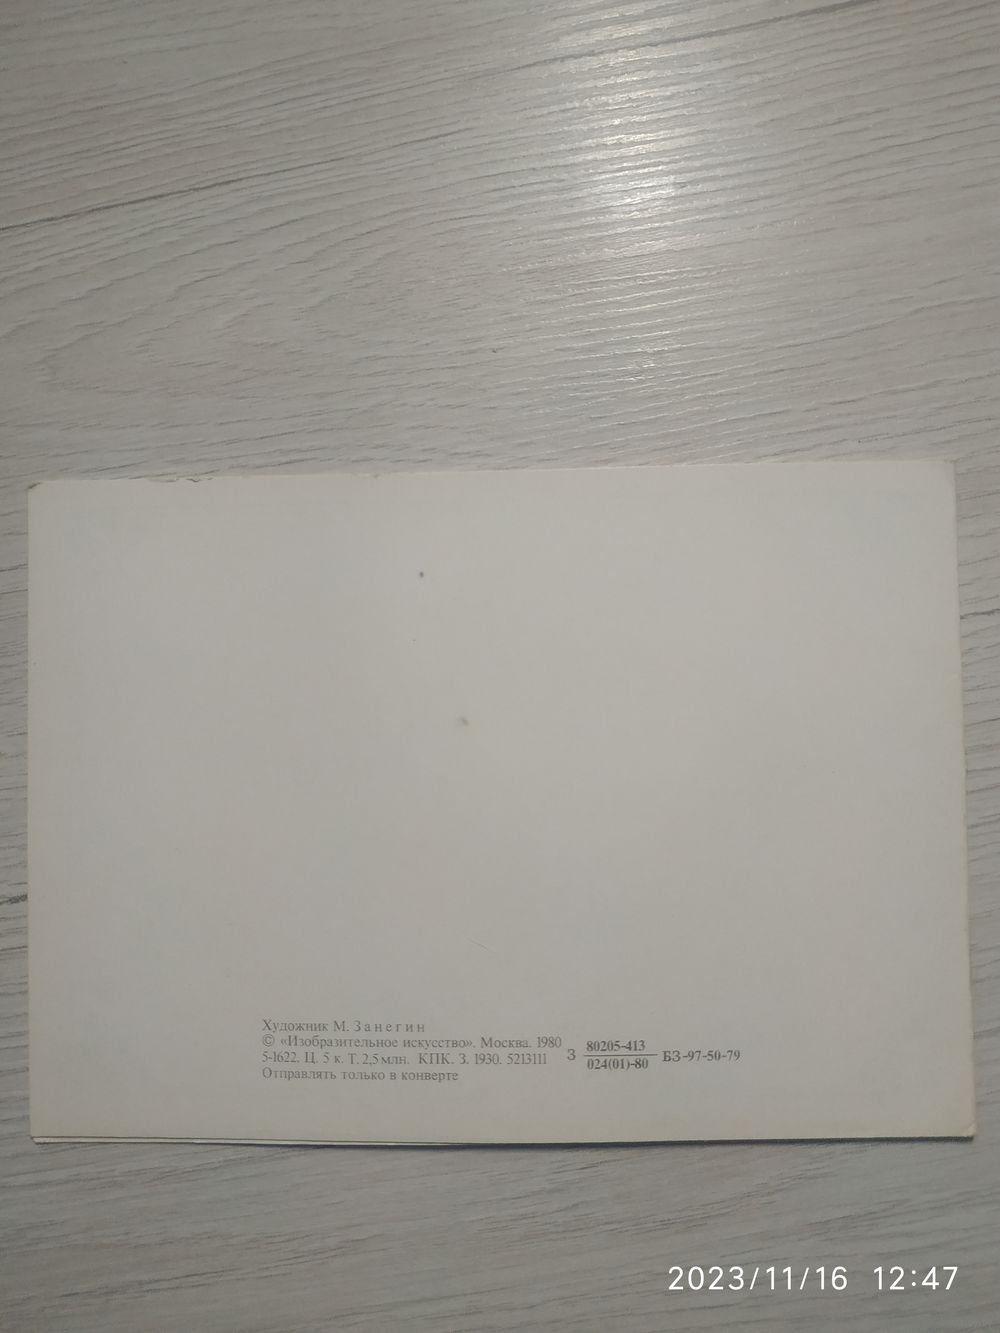 Художник М. Занегин
© «Изобразительное искусство». Москва. 1980
5-1622. Ц. 5 к. Т. 2,5 млн. КПК. З. 1930. 5213111
Отправлять только в конверте
З 80205-413
024(01)-80 БЗ-97-50-79
2023/11/16 12:47